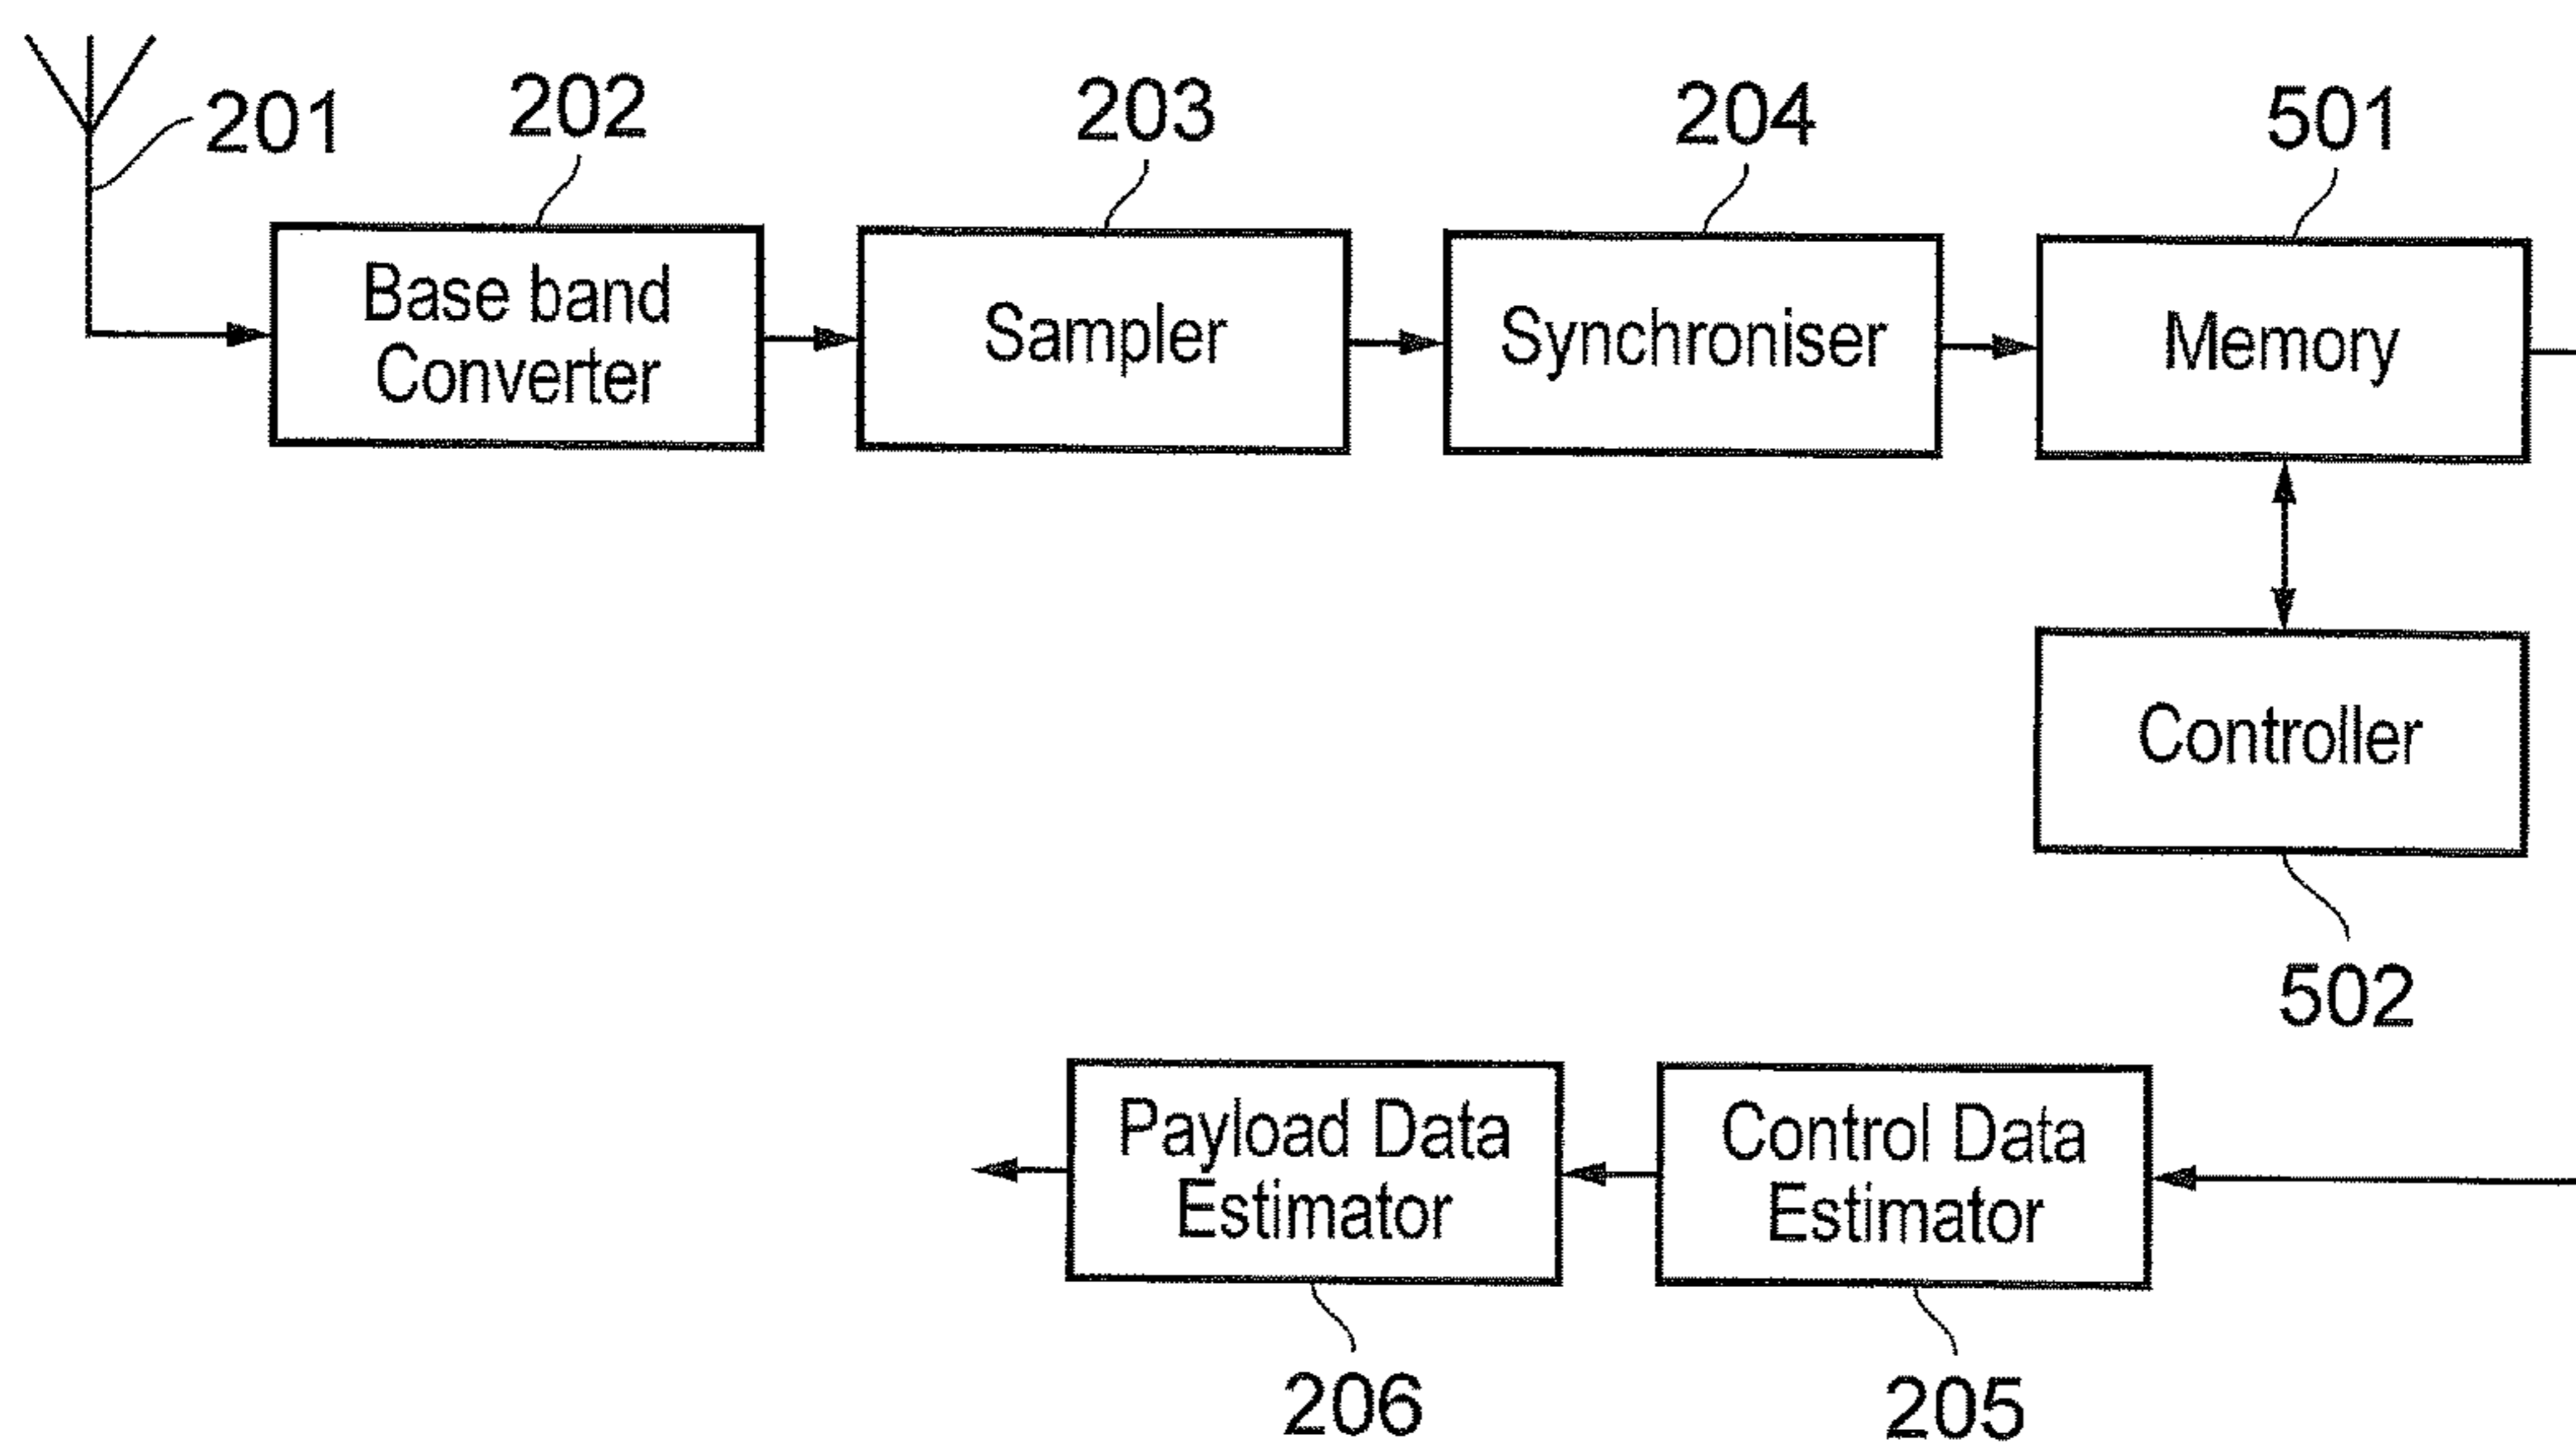 201
202
203
204
501
Base band
Converter
Sampler
Synchroniser
Memory
Controller
502
Payload Data
Estimator
Control Data
Estimator
206
205